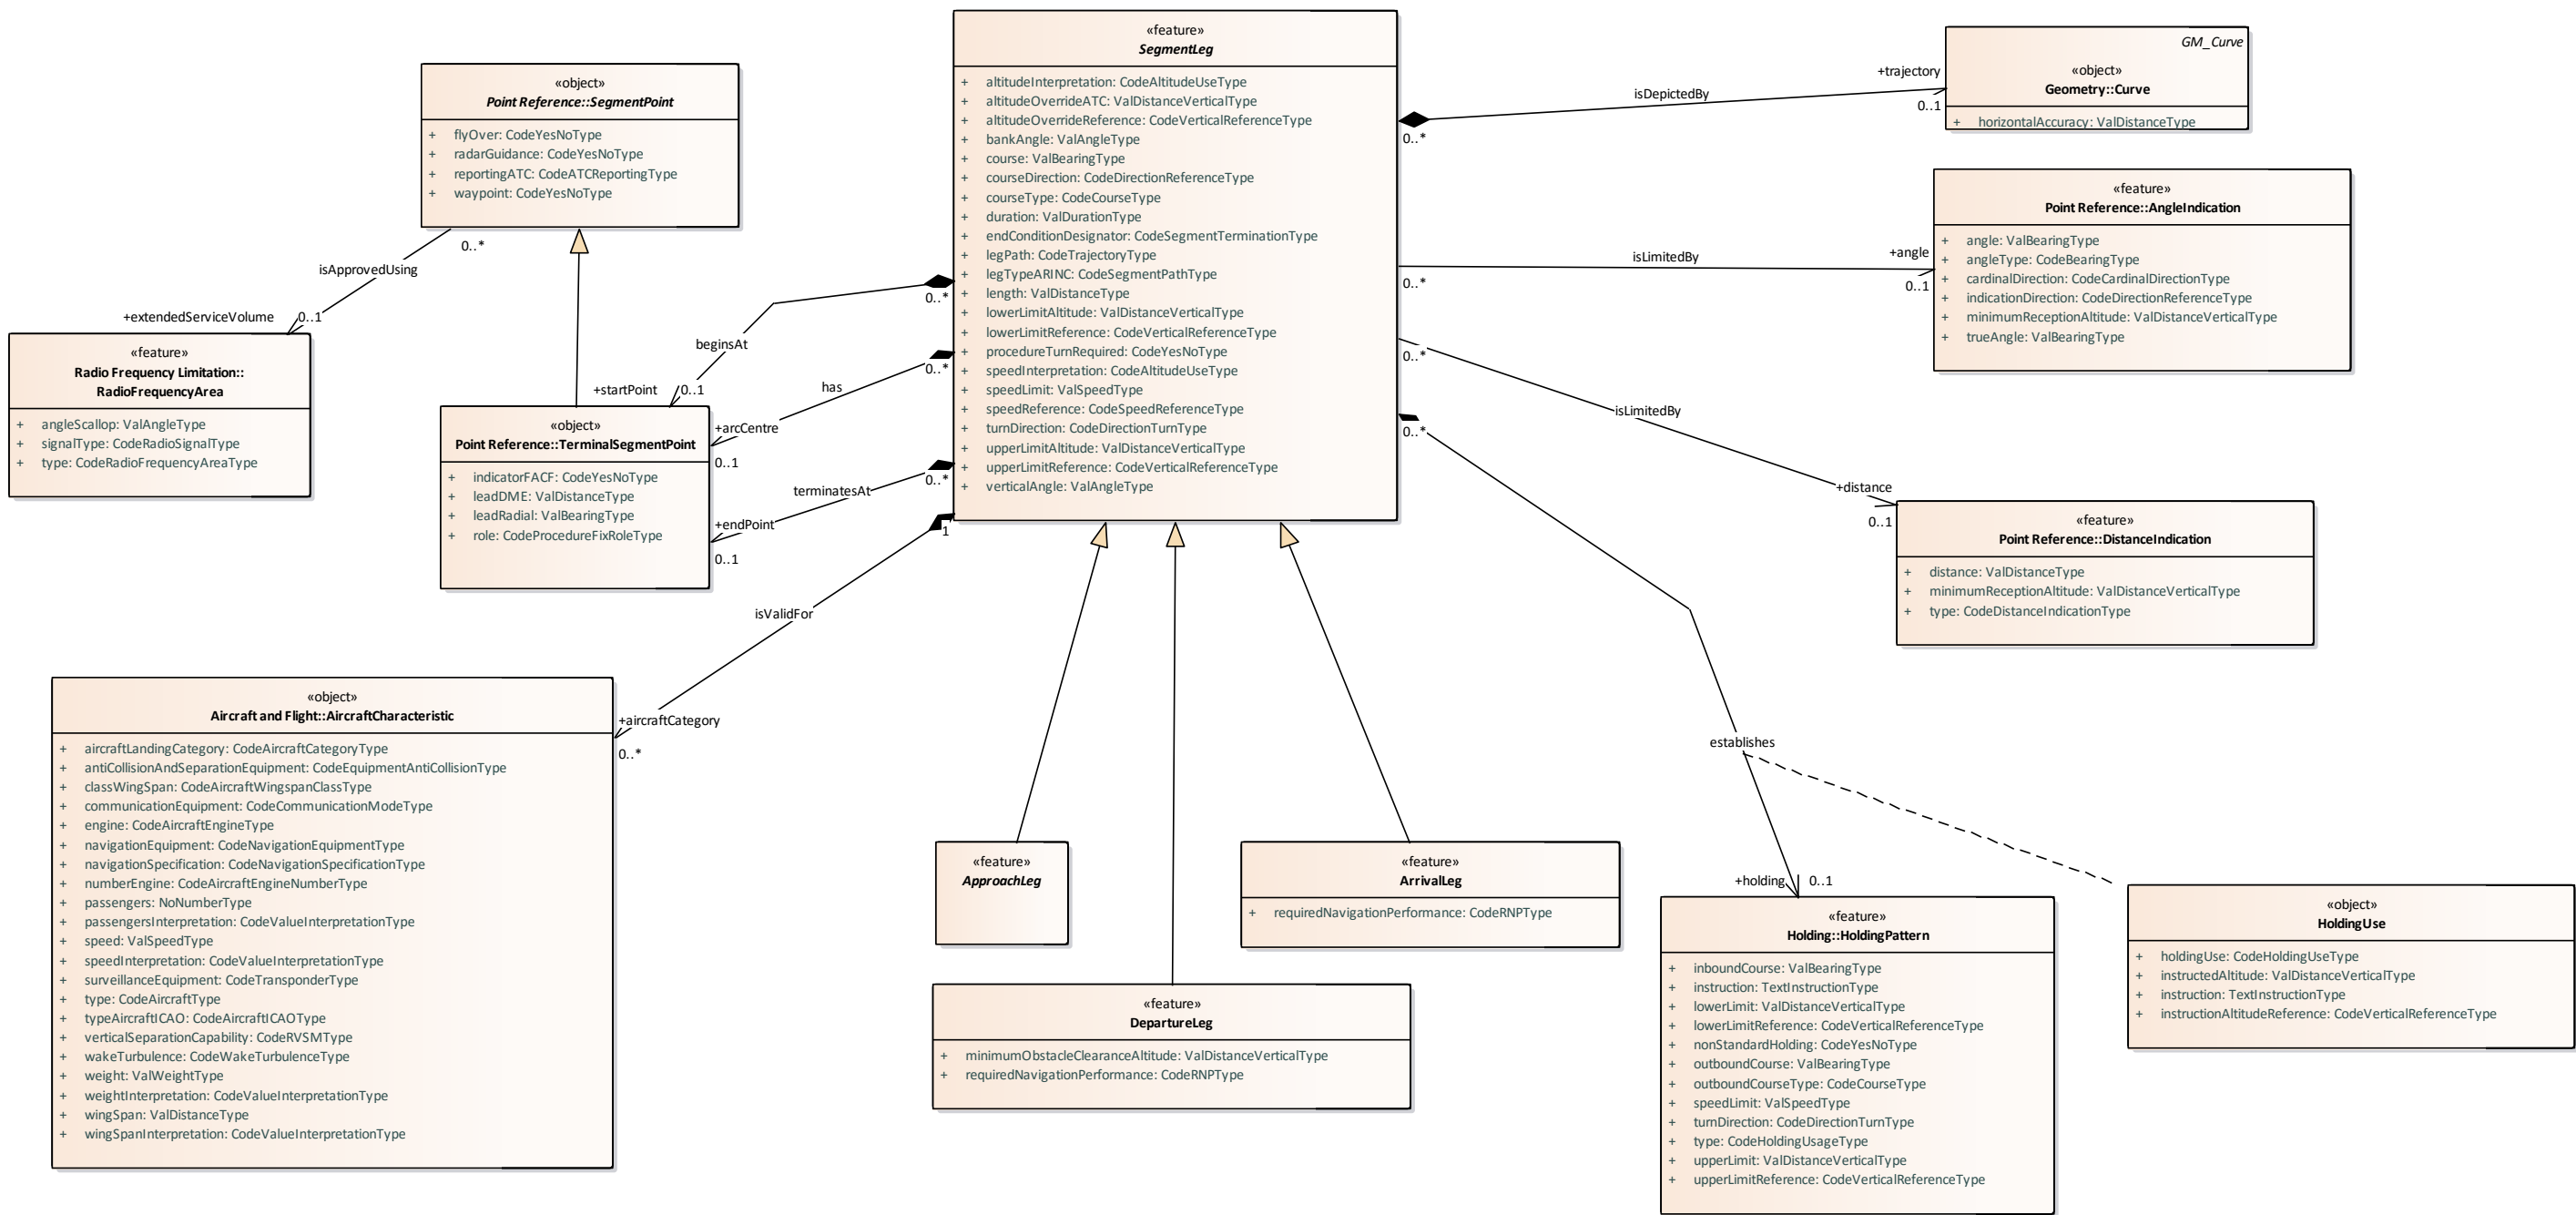 «feature»
SegmentLeg
+ altitudeInterpretation: CodeAltitudeUseType
+ altitudeOverrideATC: ValDistanceVerticalType
+ altitudeOverrideReference: CodeVerticalReferenceType
+ bankAngle: ValAngleType
+ course: ValBearingType
+ courseDirection: CodeDirectionReferenceType
+ courseType: CodeCourseType
+ duration: ValDurationType
+ endConditionDesignator: CodeSegmentTerminationType
+ legPath: CodeTrajectoryType
+ legTypeARINC: CodeSegmentPathType
+ length: ValDistanceType
+ lowerLimitAltitude: ValDistanceVerticalType
+ lowerLimitReference: CodeVerticalReferenceType
+ procedureTurnRequired: CodeYesNoType
+ speedInterpretation: CodeAltitudeUseType
+ speedLimit: ValSpeedType
+ speedReference: CodeSpeedReferenceType
+ turnDirection: CodeDirectionTurnType
+ upperLimitAltitude: ValDistanceVerticalType
+ upperLimitReference: CodeVerticalReferenceType
+ verticalAngle: ValAngleType
«object»
Point Reference::SegmentPoint
+ flyOver: CodeYesNoType
+ radarGuidance: CodeYesNoType
+ reportingATC: CodeATCReportingType
+ waypoint: CodeYesNoType
0..*
isApprovedUsing
+extendedServiceVolume
0..1
«feature»
Radio Frequency Limitation::
RadioFrequencyArea
+ angleScallop: ValAngleType
+ signalType: CodeRadioSignalType
+ type: CodeRadioFrequencyAreaType
«object»
Point Reference::TerminalSegmentPoint
+ indicatorFACF: CodeYesNoType
+ leadDME: ValDistanceType
+ leadRadial: ValBearingType
+ role: CodeProcedureFixRoleType
0..*
beginsAt
+startPoint
0..1
0..*
has
+arcCentre
0..1
0..*
terminatesAt
+endPoint
0..1
1
isValidFor
+aircraftCategory
0..*
«object»
Aircraft and Flight::AircraftCharacteristic
+ aircraftLandingCategory: CodeAircraftCategoryType
+ antiCollisionAndSeparationEquipment: CodeEquipmentAntiCollisionType
+ classWingSpan: CodeAircraftWingspanClassType
+ communicationEquipment: CodeCommunicationModeType
+ engine: CodeAircraftEngineType
+ navigationEquipment: CodeNavigationEquipmentType
+ navigationSpecification: CodeNavigationSpecificationType
+ numberEngine: CodeAircraftEngineNumberType
+ passengers: NoNumberType
+ passengersInterpretation: CodeValueInterpretationType
+ speed: ValSpeedType
+ speedInterpretation: CodeValueInterpretationType
+ surveillanceEquipment: CodeTransponderType
+ type: CodeAircraftType
+ typeAircraftICAO: CodeAircraftICAOType
+ verticalSeparationCapability: CodeRVSMType
+ wakeTurbulence: CodeWakeTurbulenceType
+ weight: ValWeightType
+ weightInterpretation: CodeValueInterpretationType
+ wingSpan: ValDistanceType
+ wingSpanInterpretation: CodeValueInterpretationType
0..*
isDepictedBy
+trajectory
0..1
GM_Curve
«object»
Geometry::Curve
+ horizontalAccuracy: ValDistanceType
0..*
isLimitedBy
+angle
0..1
«feature»
Point Reference::AngleIndication
+ angle: ValBearingType
+ angleType: CodeBearingType
+ cardinalDirection: CodeCardinalDirectionType
+ indicationDirection: CodeDirectionReferenceType
+ minimumReceptionAltitude: ValDistanceVerticalType
+ trueAngle: ValBearingType
0..*
isLimitedBy
+distance
0..1
«feature»
Point Reference::DistanceIndication
+ distance: ValDistanceType
+ minimumReceptionAltitude: ValDistanceVerticalType
+ type: CodeDistanceIndicationType
0..*
establishes
+holding
0..1
«feature»
ApproachLeg
«feature»
ArrivalLeg
+ requiredNavigationPerformance: CodeRNPType
«feature»
DepartureLeg
+ minimumObstacleClearanceAltitude: ValDistanceVerticalType
+ requiredNavigationPerformance: CodeRNPType
«feature»
Holding::HoldingPattern
+ inboundCourse: ValBearingType
+ instruction: TextInstructionType
+ lowerLimit: ValDistanceVerticalType
+ lowerLimitReference: CodeVerticalReferenceType
+ nonStandardHolding: CodeYesNoType
+ outboundCourse: ValBearingType
+ outboundCourseType: CodeCourseType
+ speedLimit: ValSpeedType
+ turnDirection: CodeDirectionTurnType
+ type: CodeHoldingUsageType
+ upperLimit: ValDistanceVerticalType
+ upperLimitReference: CodeVerticalReferenceType
«object»
HoldingUse
+ holdingUse: CodeHoldingUseType
+ instructedAltitude: ValDistanceVerticalType
+ instruction: TextInstructionType
+ instructionAltitudeReference: CodeVerticalReferenceType